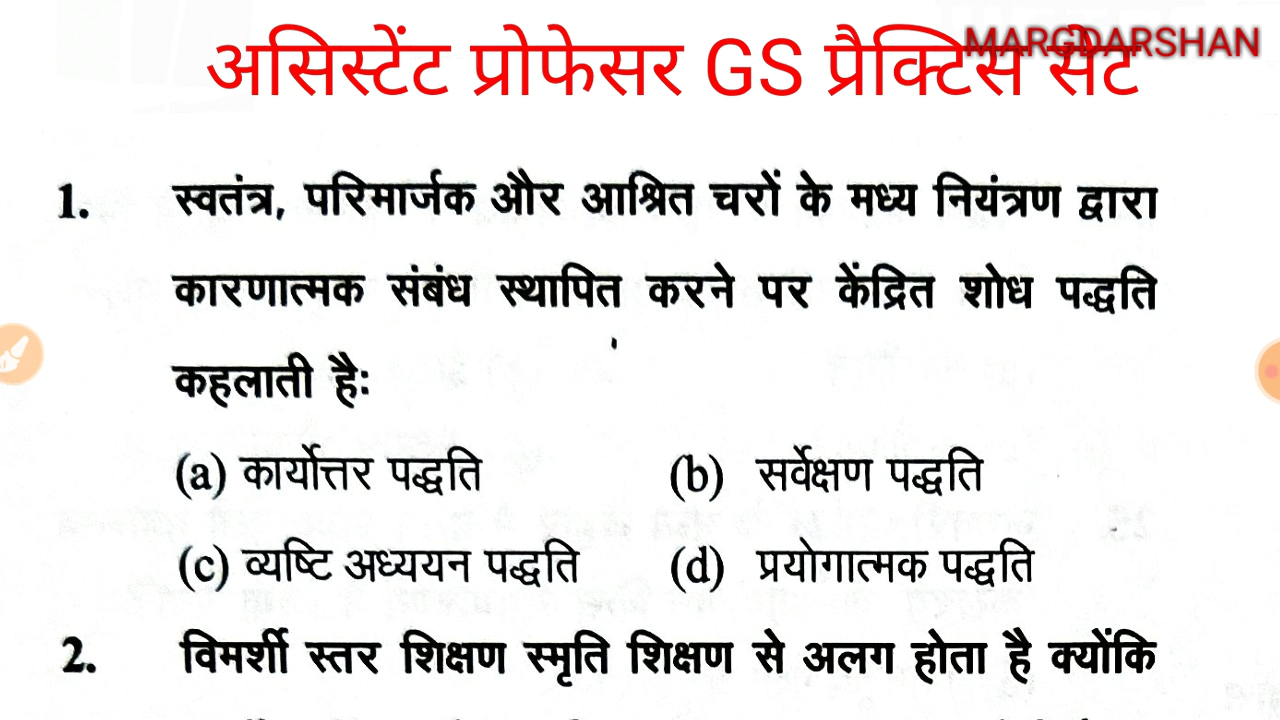 असिस्टेंट प्रोफेसर GS प्रैक्टिस सेट
MARGDARSHAN
1. स्वतंत्र, परिमार्जक और आश्रित चरों के मध्य नियंत्रण द्वारा
कारणात्मक संबंध स्थापित करने पर केंद्रित शोध पद्धति
कहलाती हैः
(a) कार्योत्तर पद्धति (b) सर्वेक्षण पद्धति
(c) व्यष्टि अध्ययन पद्धति (d) प्रयोगात्मक पद्धति
2. विमर्शी स्तर शिक्षण स्मृति शिक्षण से अलग होता है क्योंकि